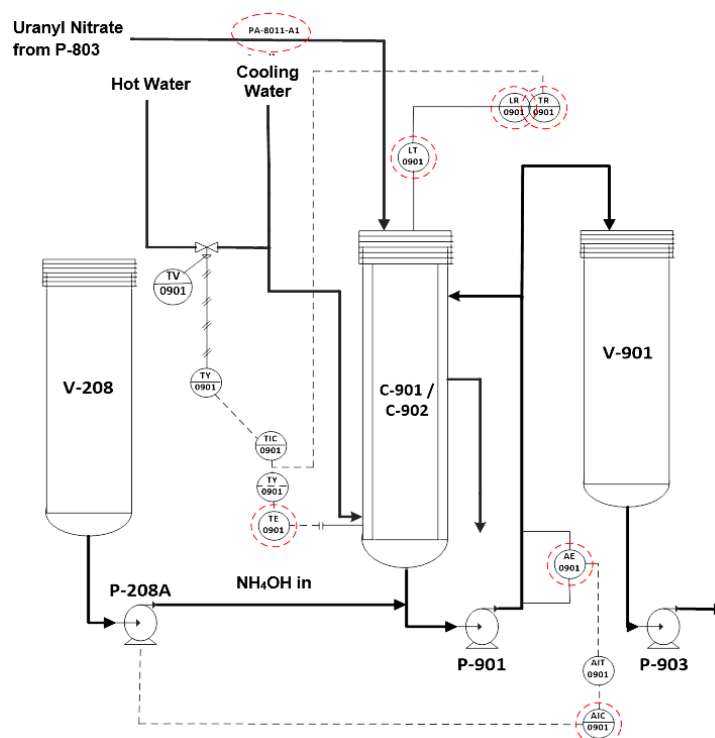 Uranyl Nitrate
from P-803
PA-8011-A1
Hot Water
Cooling
Water
LR
0901
TR
0901
LT
0901
TV
0901
V-208
TY
0901
C-901 /
C-902
V-901
TIC
0901
TY
0901
TE
0901
AE
0901
P-208A
NH₄OH in
P-901
P-903
AIT
0901
AIC
0901